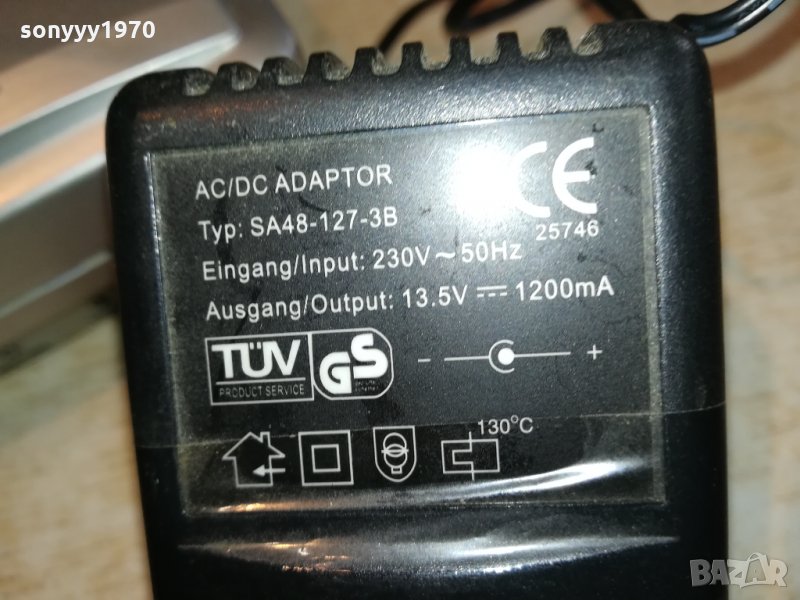 sonyyy1970
AC/DC ADAPTOR
Typ: SA48-127-3B
25746
Eingang/Input: 230V ~ 50Hz
Ausgang/Output: 13.5V ⎓ 1200mA
TÜV
PRODUCT SERVICE
GS
- +
130°C
BAZAR